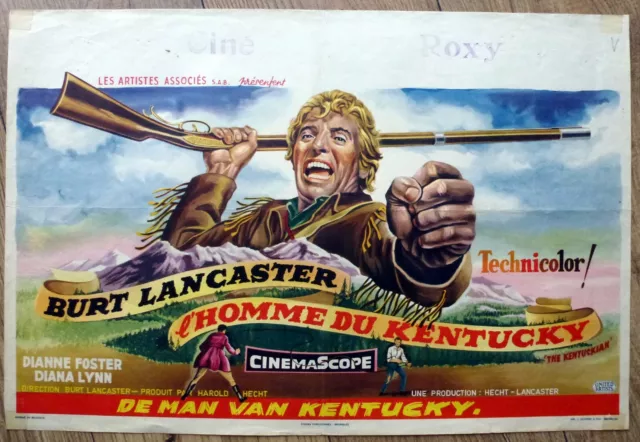 Ciné Roxy
V
LES ARTISTES ASSOCIÉS S.A.B. présentent
Technicolor!
BURT LANCASTER
l'HOMME DU KENTUCKY
"THE KENTUCKIAN"
CINEMASCOPE
DIANNE FOSTER
DIANA LYNN
DIRECTION BURT LANCASTER - PRODUIT PAR HAROLD HECHT
UNE PRODUCTION: HECHT-LANCASTER
UNITED ARTISTS
DE MAN VAN KENTUCKY.